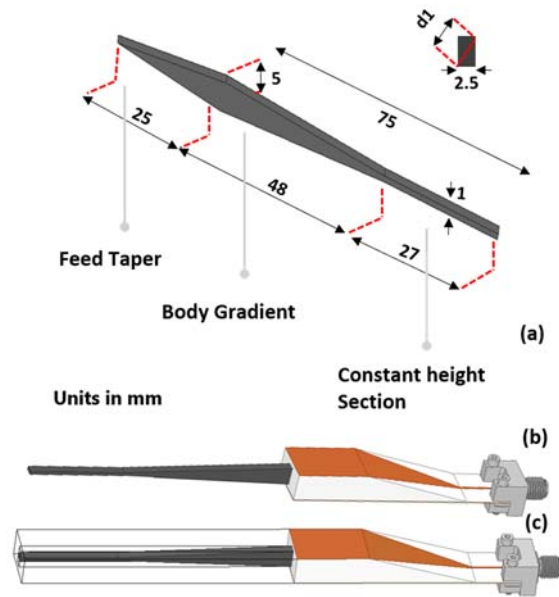 d1
2.5
5
75
25
48
1
27
Feed Taper
Body Gradient
(a)
Constant height
Section
Units in mm
(b)
(c)